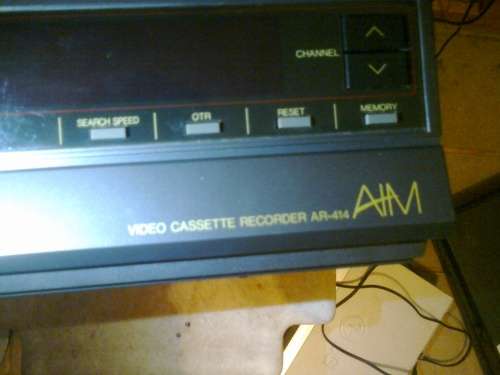 CHANNEL
SEARCH SPEED
OTR
RESET
MEMORY
VIDEO CASSETTE RECORDER AR-414 AIM